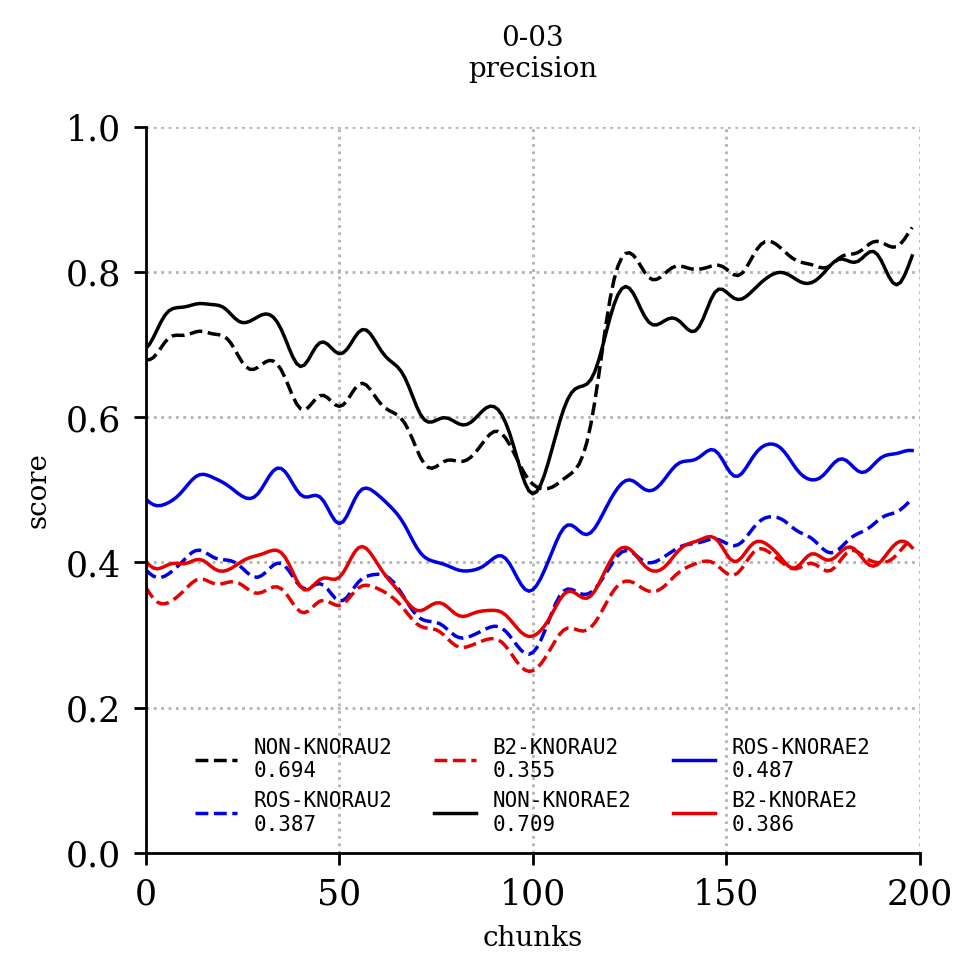 0-03
precision
1.0
0.8
0.6
0.4
0.2
0.0
score
NON-KNORAU2
0.694
ROS-KNORAU2
0.387
B2-KNORAU2
0.355
NON-KNORAE2
0.709
ROS-KNORAE2
0.487
B2-KNORAE2
0.386
0 50 100 150 200
chunks